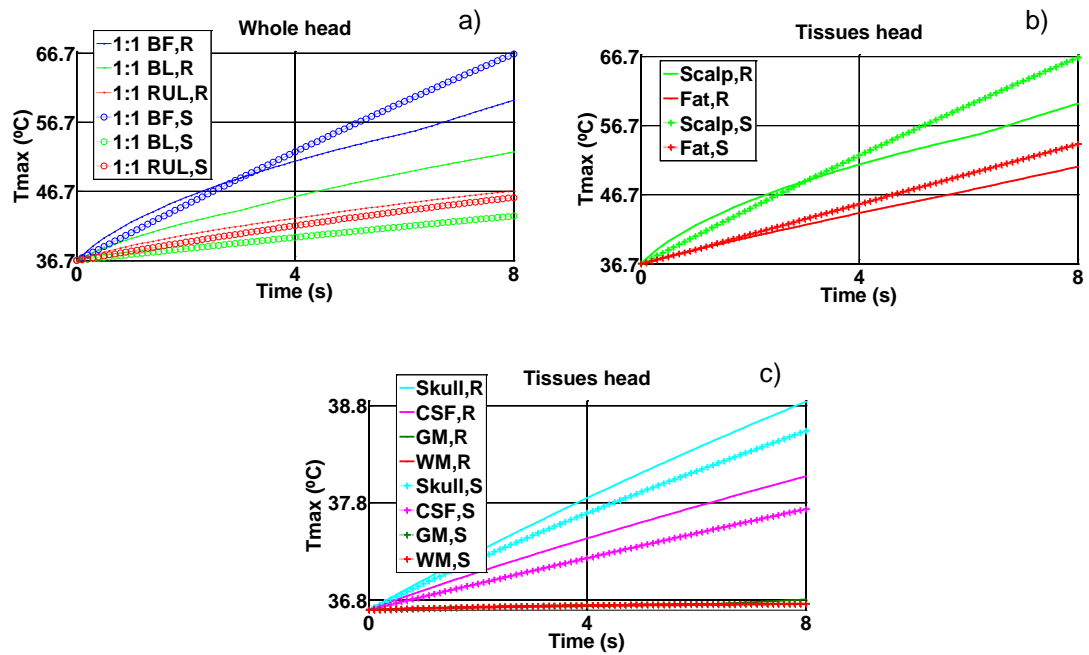 Whole head
a)
Tmax (ºC)
66.7
56.7
46.7
36.7
1:1 BF,R
1:1 BL,R
1:1 RUL,R
1:1 BF,S
1:1 BL,S
1:1 RUL,S
0
4
8
Time (s)
Tissues head
b)
Tmax (ºC)
66.7
56.7
46.7
36.7
Scalp,R
Fat,R
Scalp,S
Fat,S
0
4
8
Time (s)
Tissues head
c)
Tmax (ºC)
38.8
37.8
36.8
Skull,R
CSF,R
GM,R
WM,R
Skull,S
CSF,S
GM,S
WM,S
0
4
8
Time (s)